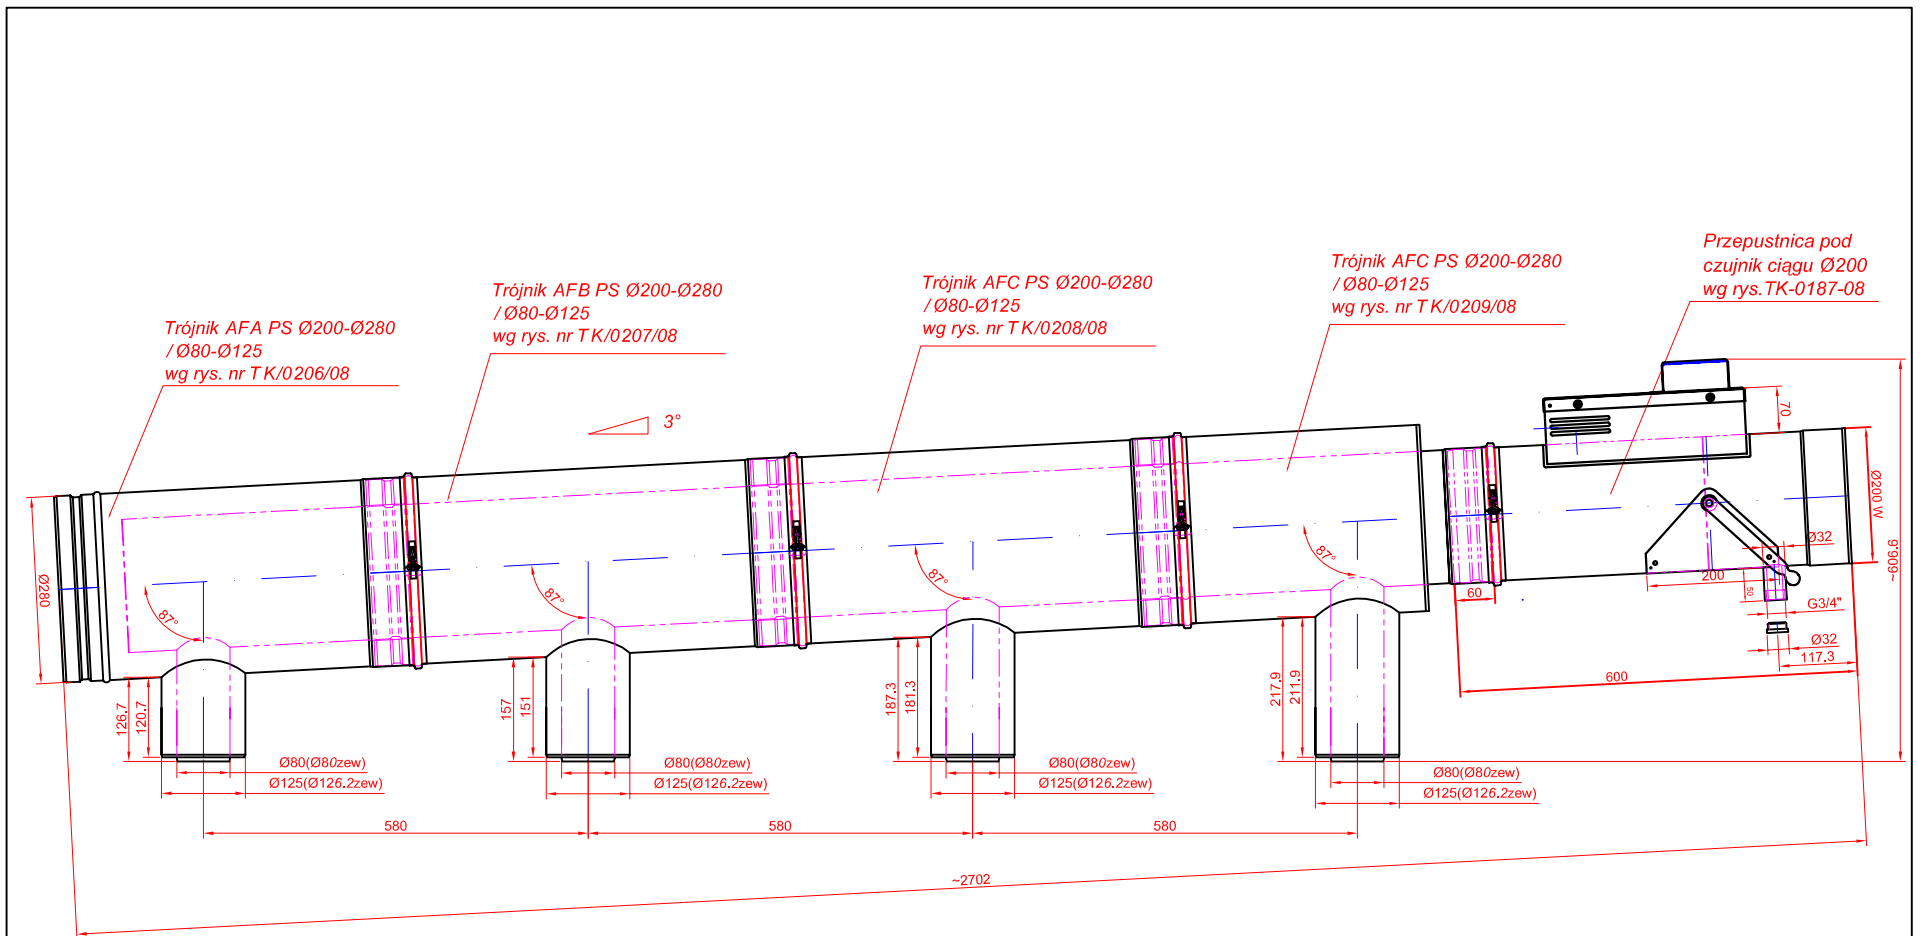 Przepustnica pod
czujnik ciągu Ø200
wg rys.TK-0187-08
Trójnik AFC PS Ø200-Ø280
/ Ø80-Ø125
wg rys. nr TK/0209/08
Trójnik AFC PS Ø200-Ø280
/ Ø80-Ø125
wg rys. nr TK/0208/08
Trójnik AFB PS Ø200-Ø280
/ Ø80-Ø125
wg rys. nr TK/0207/08
Trójnik AFA PS Ø200-Ø280
/ Ø80-Ø125
wg rys. nr TK/0206/08
3°
70
Ø200 W
~606.6
Ø280
87°
87°
87°
87°
Ø32
200
50
60
G3/4"
Ø32
117.3
600
126.7
120.7
157
151
187.3
181.3
217.9
211.9
Ø80(Ø80zew)
Ø125(Ø126.2zew)
Ø80(Ø80zew)
Ø125(Ø126.2zew)
Ø80(Ø80zew)
Ø125(Ø126.2zew)
Ø80(Ø80zew)
Ø125(Ø126.2zew)
580
580
580
~2702